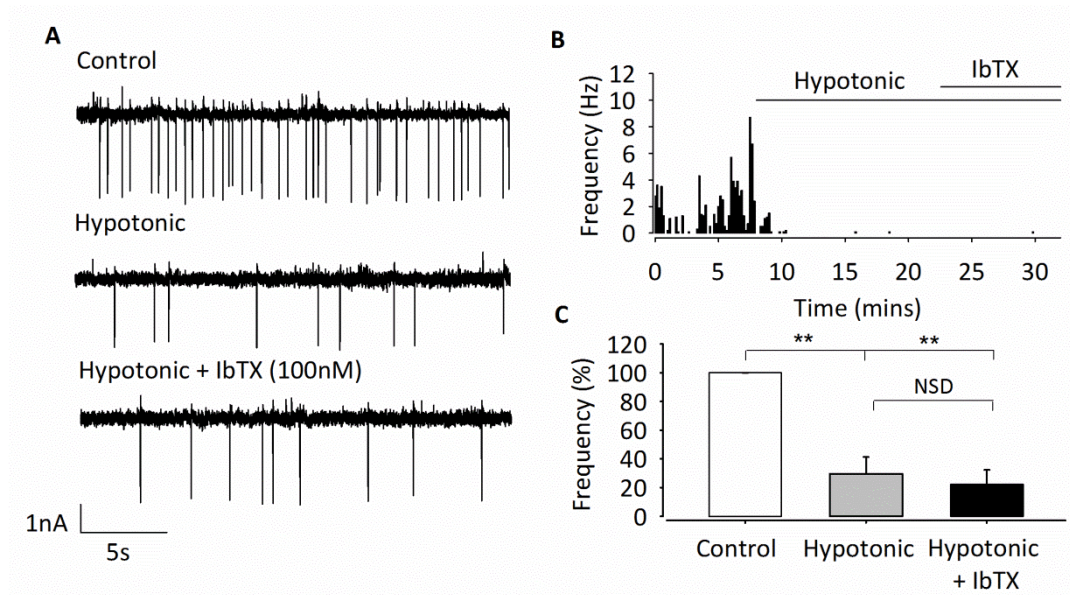 A
Control
Hypotonic
Hypotonic + IbTX (100nM)
1nA
5s
B
IbTX
Hypotonic
Frequency (Hz)
12
10
8
6
4
2
0
0 5 10 15 20 25 30
Time (mins)
C
** **
NSD
Frequency (%)
120
100
80
60
40
20
0
Control Hypotonic Hypotonic
+ IbTX